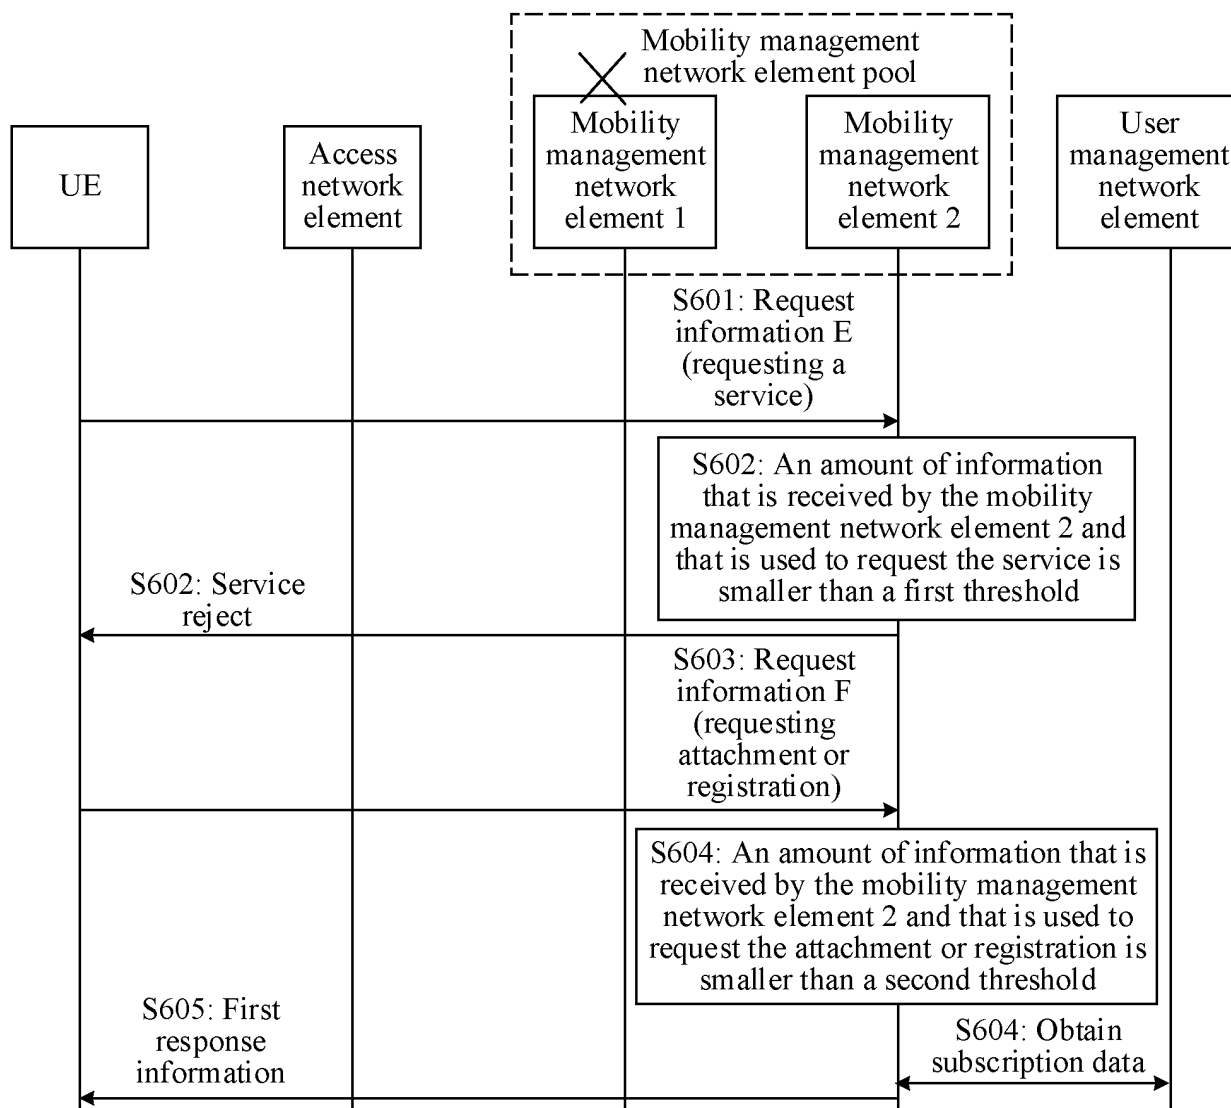 Mobility management
network element pool
UE
Access
network
element
Mobility
management
network
element 1
Mobility
management
network
element 2
User
management
network
element
S601: Request
information E
(requesting a
service)
S602: An amount of information
that is received by the mobility
management network element 2 and
that is used to request the service is
smaller than a first threshold
S602: Service
reject
S603: Request
information F
(requesting
attachment or
registration)
S604: An amount of information that is
received by the mobility management
network element 2 and that is used to
request the attachment or registration is
smaller than a second threshold
S604: Obtain
subscription data
S605: First
response
information